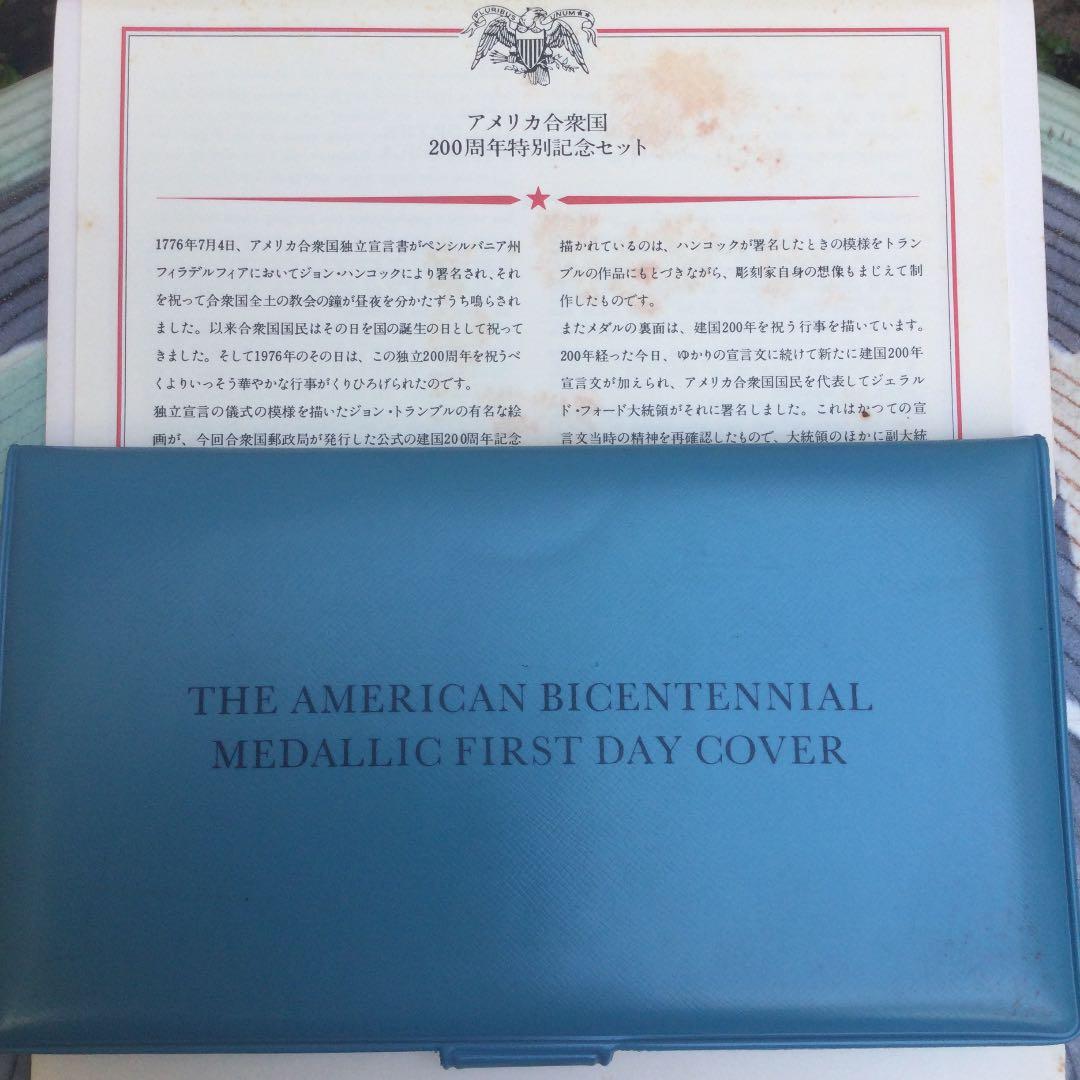 PLURIBUS UNUM
アメリカ合衆国
200周年特別記念セット
1776年7月4日、アメリカ合衆国独立宣言書がペンシルバニア州
フィラデルフィアにおいてジョン・ハンコックにより署名され、それ
を祝って合衆国全土の教会の鐘が昼夜を分かたずうち鳴らされ
ました。以来合衆国国民はその日を国の誕生の日として祝って
きました。そして1976年のその日は、この独立200周年を祝うべ
くよりいっそう華やかな行事がくりひろげられたのです。
独立宣言の儀式の模様を描いたジョン・トランブルの有名な絵
画が、今回合衆国郵政局が発行した公式の建国200周年記念
描かれているのは、ハンコックが署名したときの模様をトラン
ブルの作品にもとづきながら、彫刻家自身の想像もまじえて制
作したものです。
またメダルの裏面は、建国200年を祝う行事を描いています。
200年経った今日、ゆかりの宣言文に続けて新たに建国200年
宣言文が加えられ、アメリカ合衆国国民を代表してジェラル
ド・フォード大統領がそれに署名しました。これはかつての宣
言文当時の精神を再確認したもので、大統領のほかに副大統
THE AMERICAN BICENTENNIAL
MEDALLIC FIRST DAY COVER